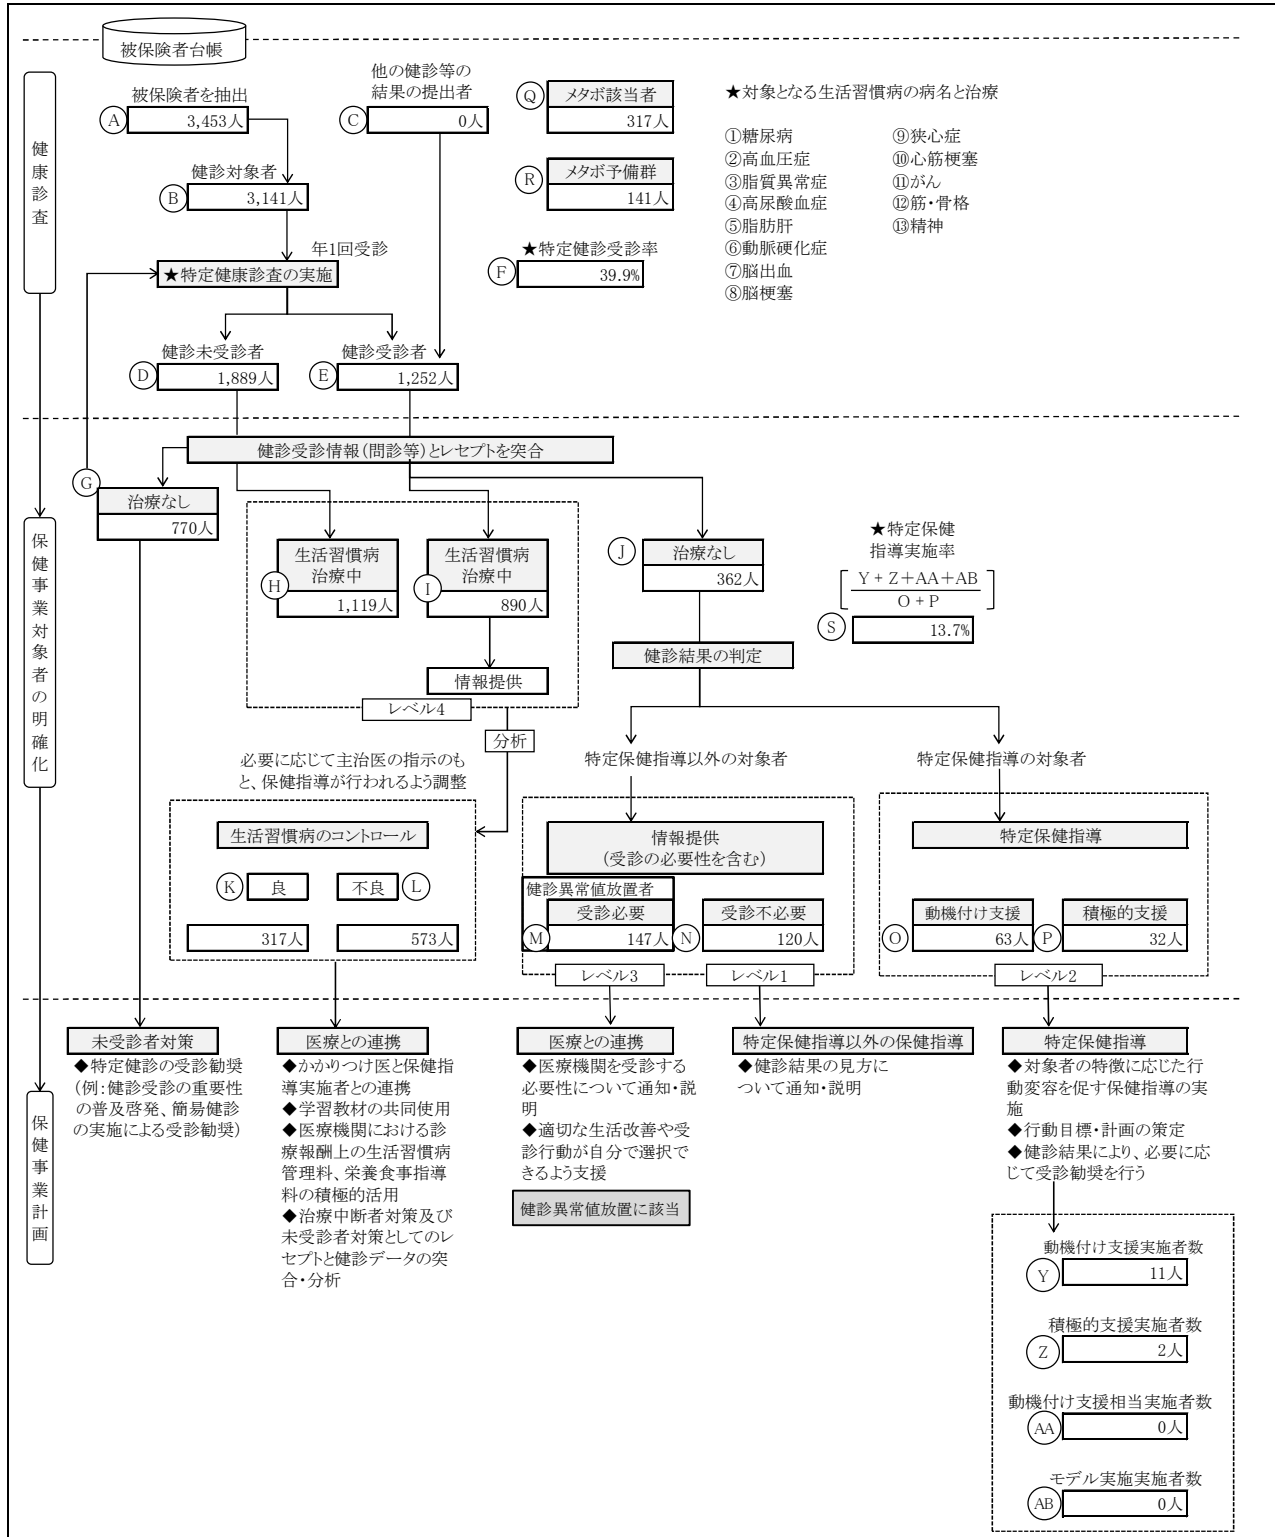 被保険者台帳
健康診査
被保険者を抽出
A
3,453人
他の健診等の
結果の提出者
C
0人
Q
メタボ該当者
317人
★対象となる生活習慣病の病名と治療
①糖尿病
②高血圧症
③脂質異常症
④高尿酸血症
⑤脂肪肝
⑥動脈硬化症
⑦脳出血
⑧脳梗塞
⑨狭心症
⑩心筋梗塞
⑪がん
⑫筋・骨格
⑬精神
健診対象者
B
3,141人
R
メタボ予備群
141人
年1回受診
★特定健康診査の実施
★特定健診受診率
F
39.9%
健診未受診者
D
1,889人
健診受診者
E
1,252人
保健事業対象者の明確化
健診受診情報(問診等)とレセプトを突合
G
治療なし
770人
H
生活習慣病
治療中
1,119人
I
生活習慣病
治療中
890人
情報提供
レベル4
J
治療なし
362人
★特定保健
指導実施率
Y+Z+AA+AB
O+P
S
13.7%
健診結果の判定
分析
必要に応じて主治医の指示のも
と、保健指導が行われるよう調整
特定保健指導以外の対象者
特定保健指導の対象者
生活習慣病のコントロール
K
良
不良
L
317人
573人
情報提供
(受診の必要性を含む)
健診異常値放置者
受診必要
M
147人
受診不必要
N
120人
レベル3
レベル1
特定保健指導
動機付け支援
O
63人
積極的支援
P
32人
レベル2
保健事業計画
未受診者対策
◆特定健診の受診勧奨
(例:健診受診の重要性
の普及啓発、簡易健診
の実施による受診勧奨)
医療との連携
◆かかりつけ医と保健指
導実施者との連携
◆学習教材の共同使用
◆医療機関における診
療報酬上の生活習慣病
管理料、栄養食事指導
料の積極的活用
◆治療中断者対策及び
未受診者対策としてのレ
セプトと健診データの突
合・分析
医療との連携
◆医療機関を受診する
必要性について通知・説
明
◆適切な生活改善や受
診行動が自分で選択で
きるよう支援
健診異常値放置に該当
特定保健指導以外の保健指導
◆健診結果の見方につ
いて通知・説明
特定保健指導
◆対象者の特徴に応じた行
動変容を促す保健指導の実
施
◆行動目標・計画の策定
◆健診結果により、必要に応
じて受診勧奨を行う
動機付け支援実施者数
Y
11人
積極的支援実施者数
Z
2人
動機付け支援相当実施者数
AA
0人
モデル実施実施者数
AB
0人